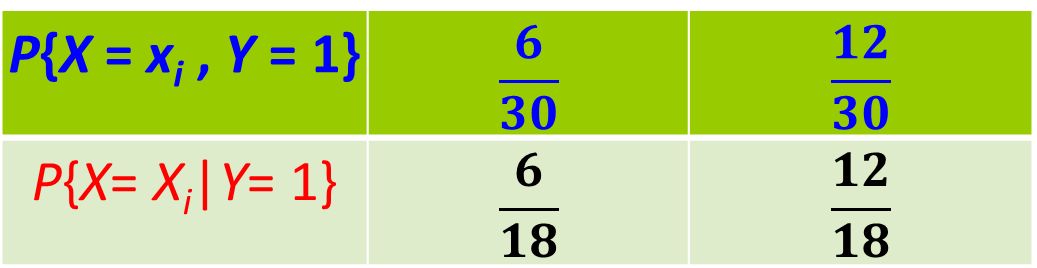 P{X = xᵢ , Y = 1} 6/30 12/30
P{X= Xᵢ| Y= 1} 6/18 12/18